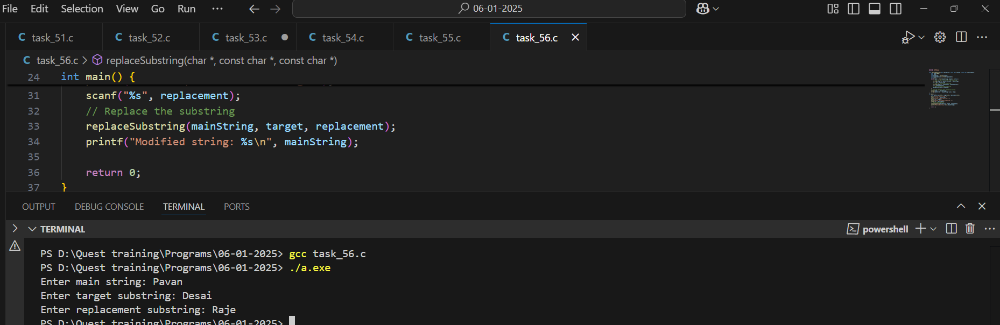 File Edit Selection View Go Run ··· 06-01-2025
C task_51.c C task_52.c C task_53.c C task_54.c C task_55.c C task_56.c
C task_56.c > replaceSubstring(char *, const char *, const char *)
24 int main() {
31 scanf("%s", replacement);
32 // Replace the substring
33 replaceSubstring(mainString, target, replacement);
34 printf("Modified string: %s\n", mainString);
35
36 return 0;
37 }
OUTPUT DEBUG CONSOLE TERMINAL PORTS
TERMINAL powershell
PS D:\Quest training\Programs\06-01-2025> gcc task_56.c
PS D:\Quest training\Programs\06-01-2025> ./a.exe
Enter main string: Pavan
Enter target substring: Desai
Enter replacement substring: Raje
PS D:\Quest training\Programs\06-01-2025>